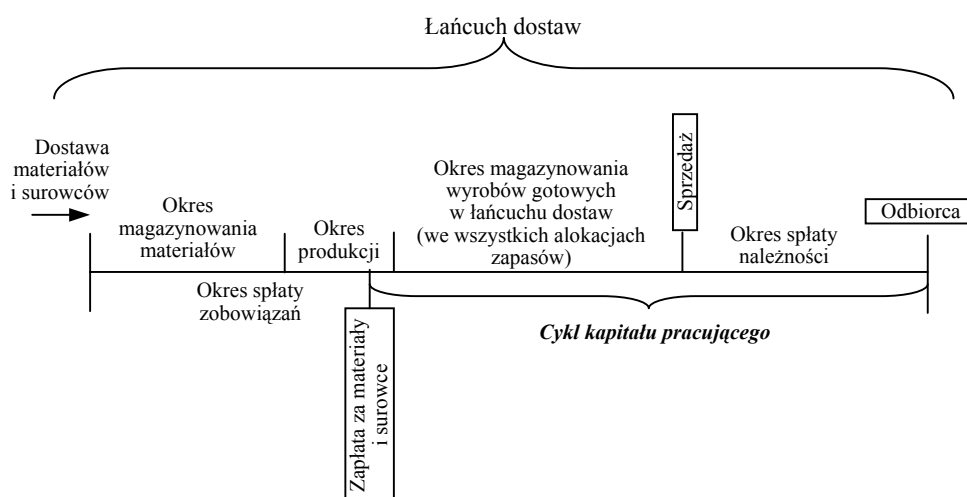 Łańcuch dostaw
Dostawa
materiałów
i surowców
Okres
magazynowania
materiałów
Okres
produkcji
Okres magazynowania
wyrobów gotowych
w łańcuchu dostaw
(we wszystkich alokacjach
zapasów)
Sprzedaż
Okres spłaty
należności
Odbiorca
Okres spłaty
zobowiązań
Zapłata za materiały
i surowce
Cykl kapitału pracującego